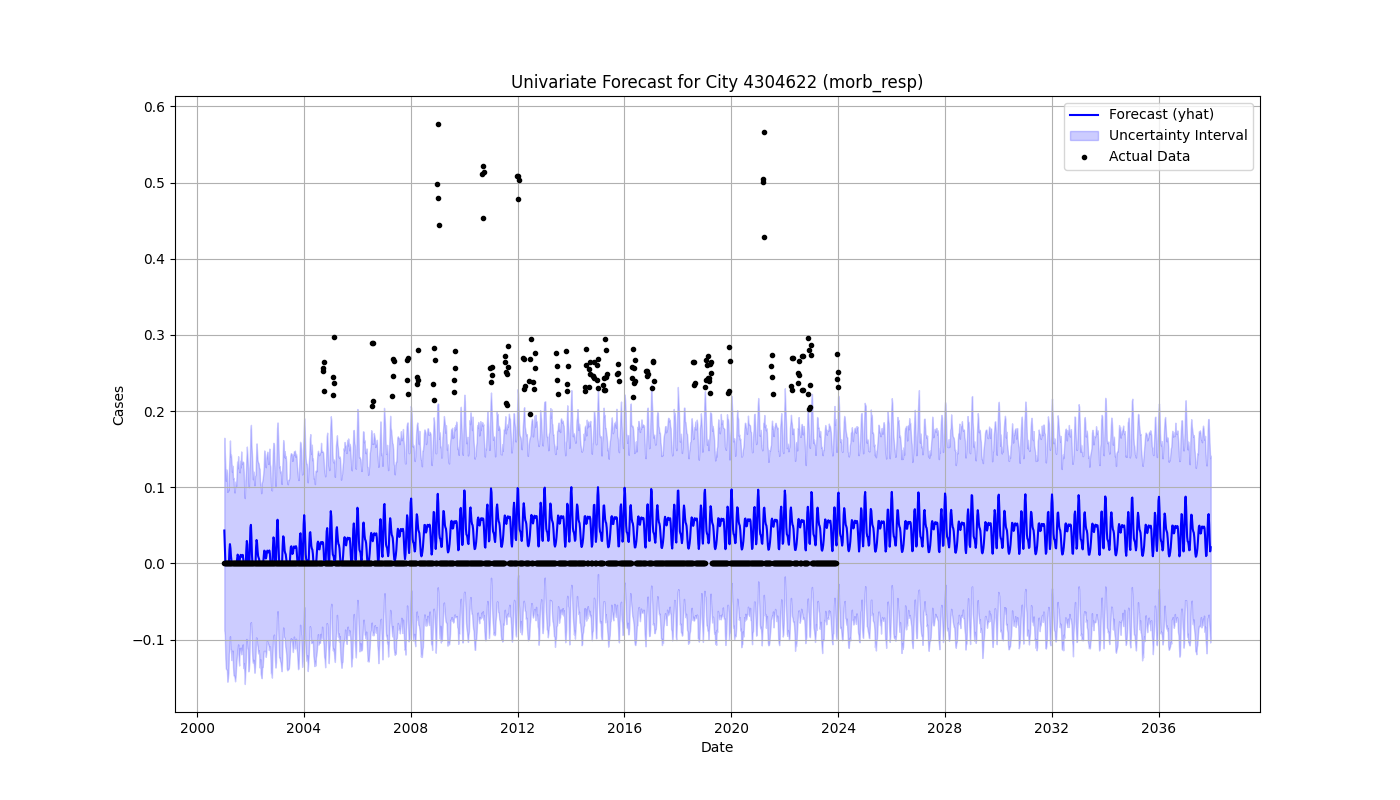 Univariate Forecast for City 4304622 (morb_resp)
Forecast (yhat)
Uncertainty Interval
Actual Data
Cases
0.6
0.5
0.4
0.3
0.2
0.1
0.0
−0.1
2000 2004 2008 2012 2016 2020 2024 2028 2032 2036
Date